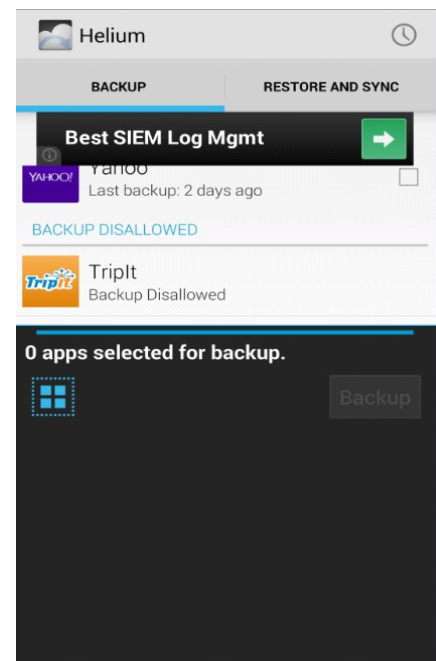 Helium
BACKUP
RESTORE AND SYNC
Best SIEM Log Mgmt
YAHOO!
Yahoo
Last backup: 2 days ago
BACKUP DISALLOWED
TripIt
TripIt
Backup Disallowed
0 apps selected for backup.
Backup